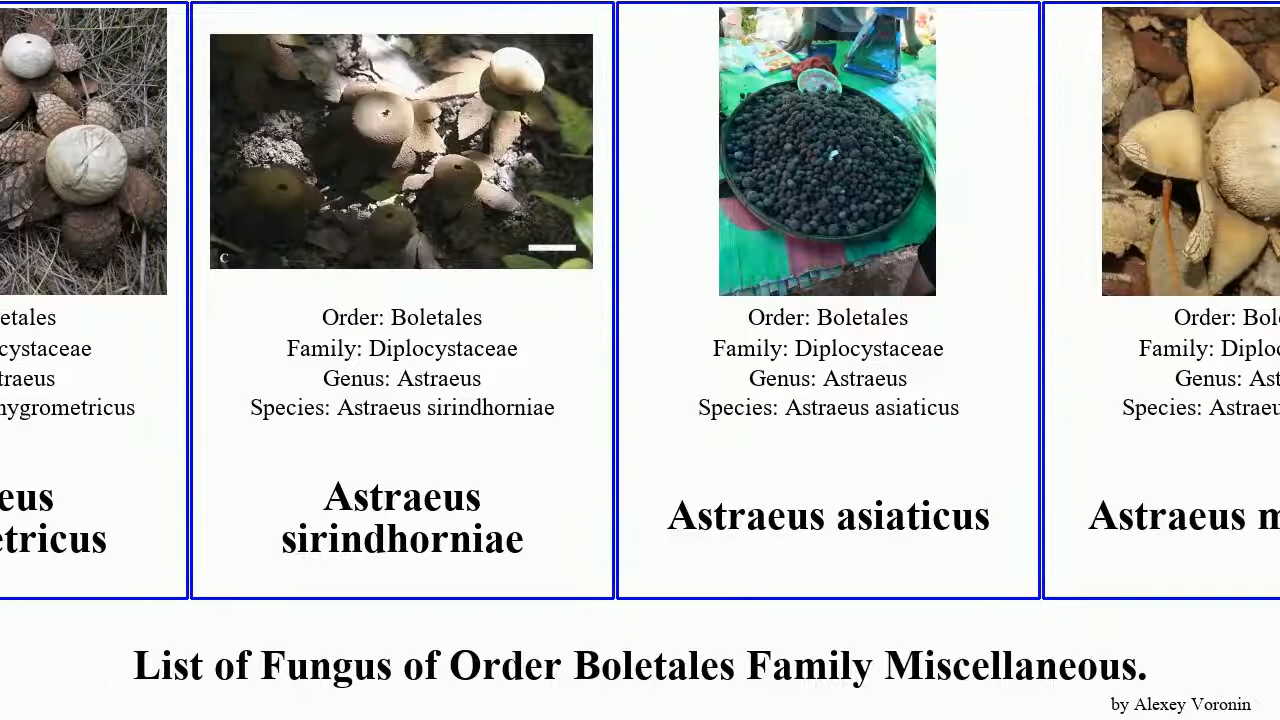 etales
cystaceae
traeus
hygrometricus
eus
etricus
C
Order: Boletales
Family: Diplocystaceae
Genus: Astraeus
Species: Astraeus sirindhorniae
Astraeus
sirindhorniae
Order: Boletales
Family: Diplocystaceae
Genus: Astraeus
Species: Astraeus asiaticus
Astraeus asiaticus
Order: Bol
Family: Diploc
Genus: Ast
Species: Astraeu
Astraeus m
List of Fungus of Order Boletales Family Miscellaneous.
by Alexey Voronin